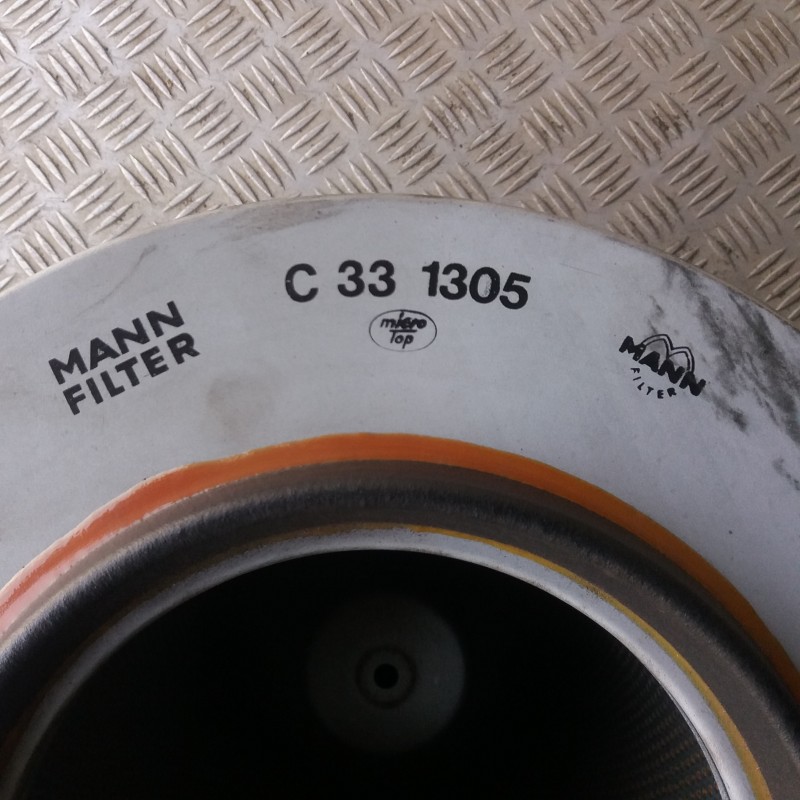 C 33 1305
micro
Top
MANN
FILTER
MANN
FILTER